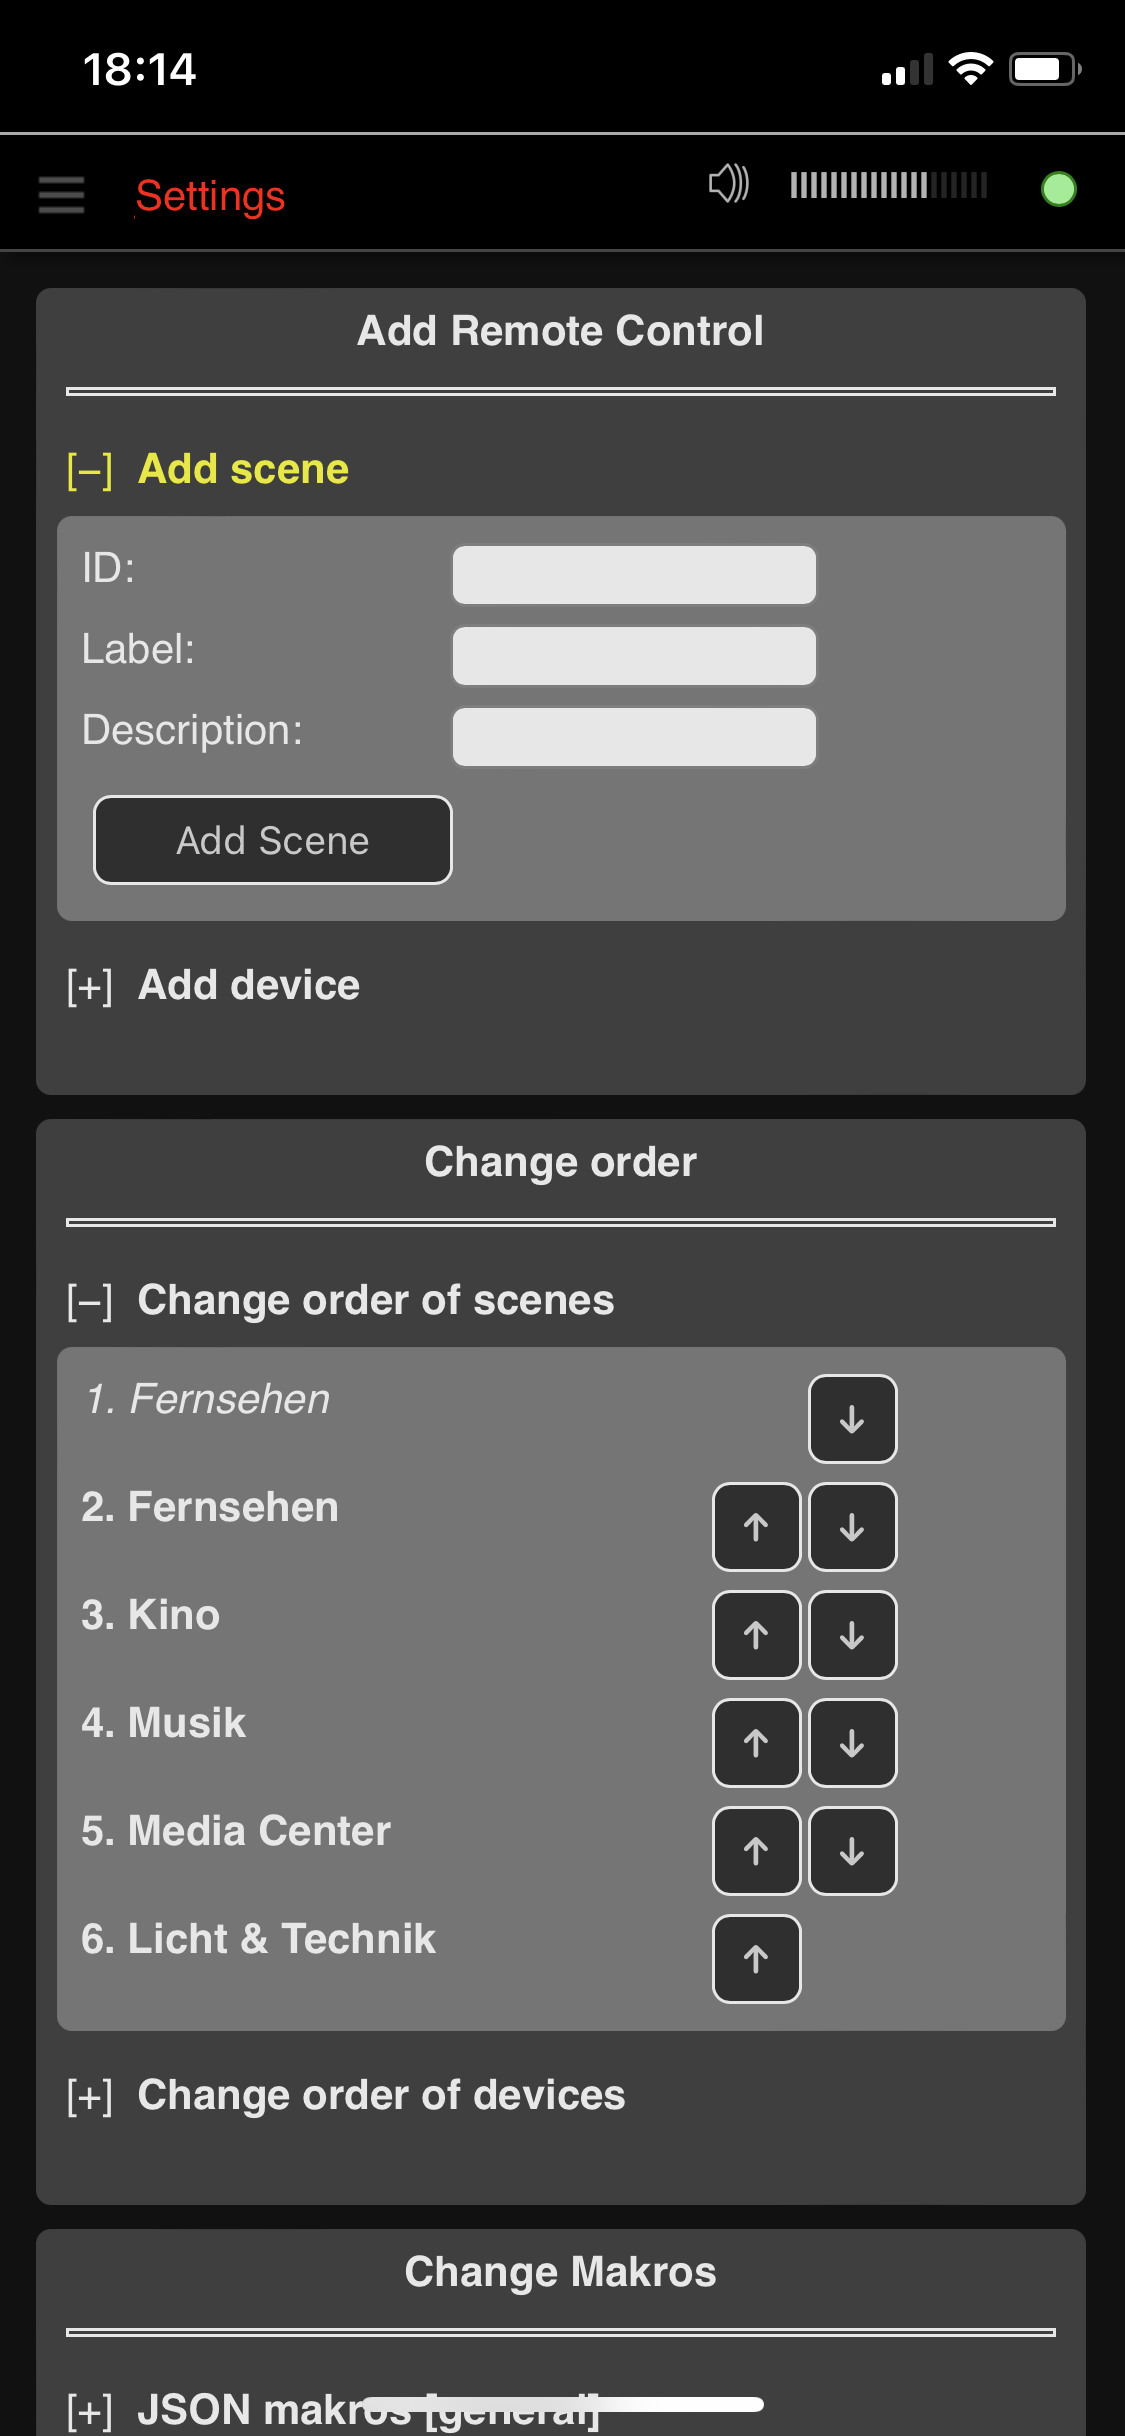 18:14
Settings
Add Remote Control
[–] Add scene
ID:
Label:
Description:
Add Scene
[+] Add device
Change order
[–] Change order of scenes
1. Fernsehen
↓
2. Fernsehen
↑ ↓
3. Kino
↑ ↓
4. Musik
↑ ↓
5. Media Center
↑ ↓
6. Licht & Technik
↑
[+] Change order of devices
Change Makros
[+] JSON makros [general]